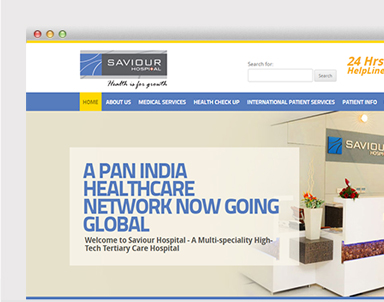 SAVIOUR
HOSPITAL
Health is for growth
Search for:
Search
24 Hrs
HelpLine
HOME ABOUT US MEDICAL SERVICES HEALTH CHECK UP INTERNATIONAL PATIENT SERVICES PATIENT INFO
SAVIOUR
HOSPITAL
A PAN INDIA
HEALTHCARE
NETWORK NOW GOING
GLOBAL
Welcome to Saviour Hospital - A Multi-speciality High-
Tech Tertiary Care Hospital